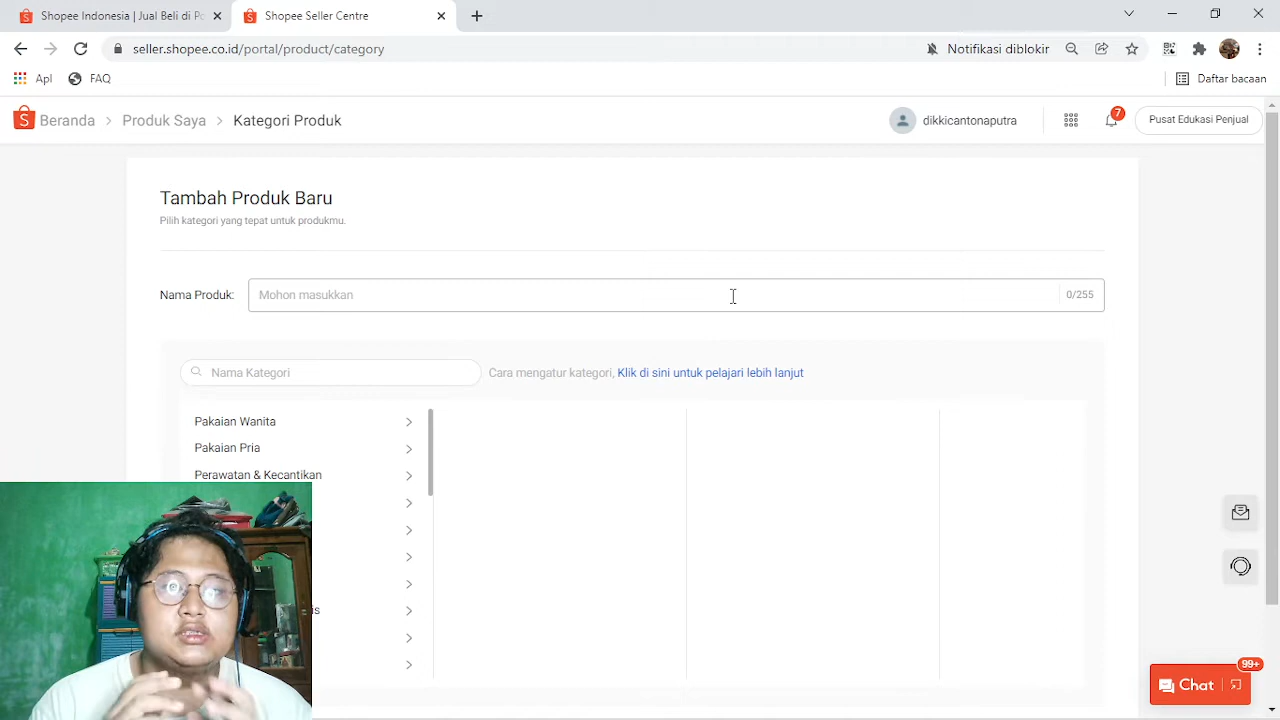 Shopee Indonesia | Jual Beli di P
Shopee Seller Centre
seller.shopee.co.id/portal/product/category
Notifikasi diblokir
Apl
FAQ
Daftar bacaan
Beranda > Produk Saya > Kategori Produk
dikkicantonaputra
7
Pusat Edukasi Penjual
Tambah Produk Baru
Pilih kategori yang tepat untuk produkmu.
Nama Produk:
Mohon masukkan
0/255
Nama Kategori
Cara mengatur kategori, Klik di sini untuk pelajari lebih lanjut
Pakaian Wanita
Pakaian Pria
Perawatan & Kecantikan
is
99+
Chat